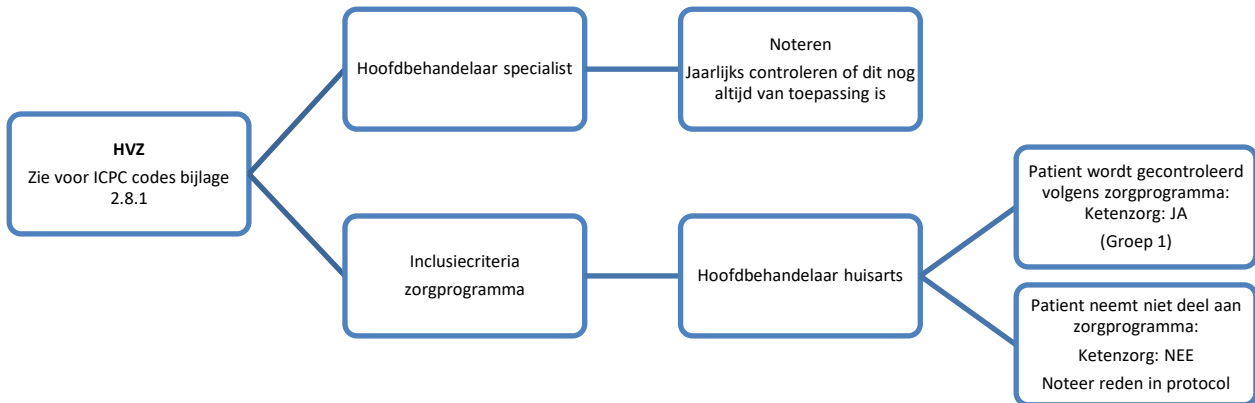 HVZ
Zie voor ICPC codes bijlage
2.8.1
Hoofdbehandelaar specialist
Noteren
Jaarlijks controleren of dit nog
altijd van toepassing is
Inclusiecriteria
zorgprogramma
Hoofdbehandelaar huisarts
Patient wordt gecontroleerd
volgens zorgprogramma:
Ketenzorg: JA
(Groep 1)
Patient neemt niet deel aan
zorgprogramma:
Ketenzorg: NEE
Noteer reden in protocol